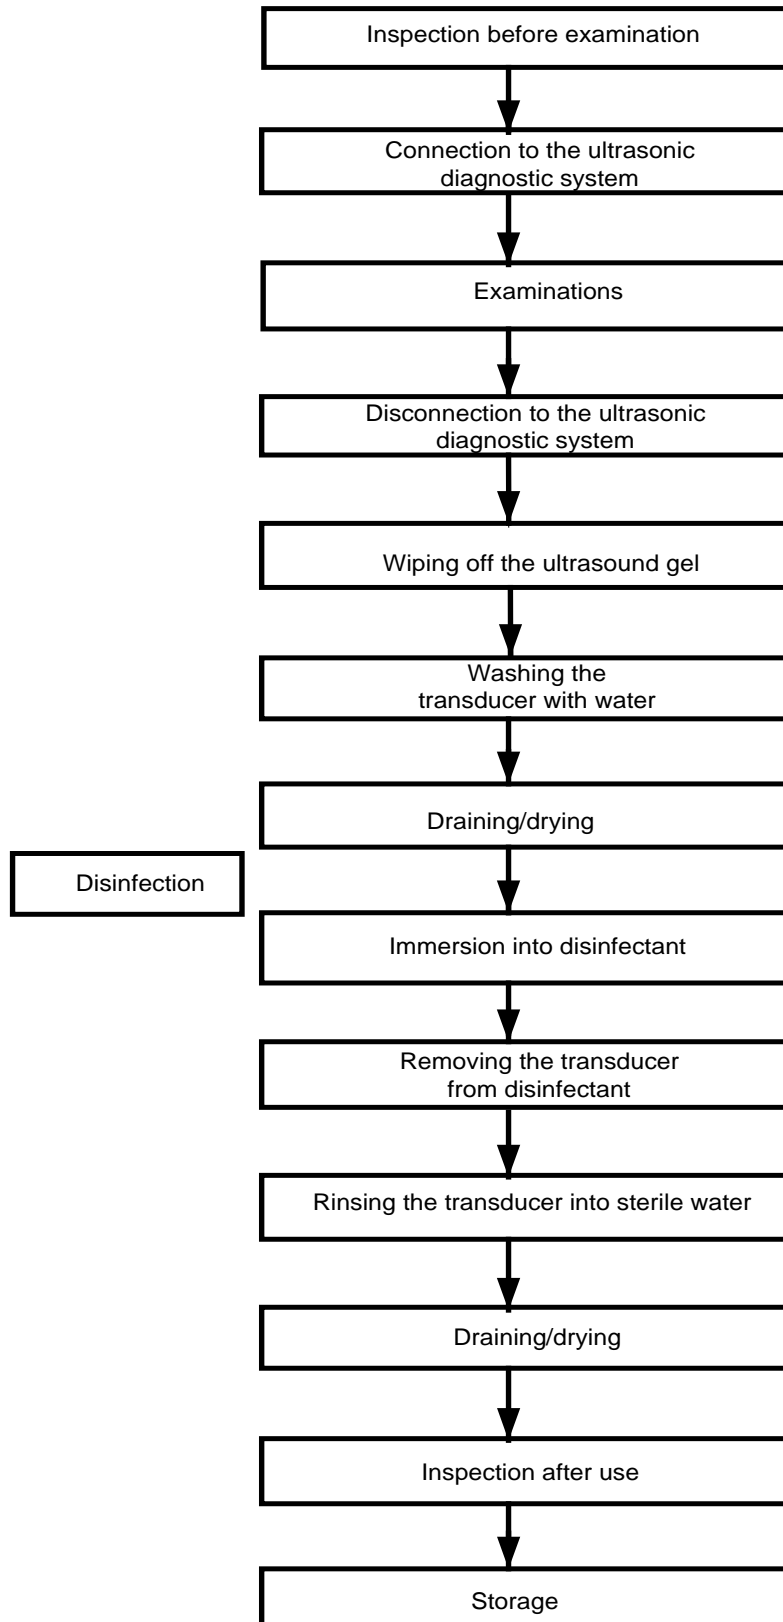 Inspection before examination
Connection to the ultrasonic
diagnostic system
Examinations
Disconnection to the ultrasonic
diagnostic system
Wiping off the ultrasound gel
Washing the
transducer with water
Draining/drying
Disinfection
Immersion into disinfectant
Removing the transducer
from disinfectant
Rinsing the transducer into sterile water
Draining/drying
Inspection after use
Storage